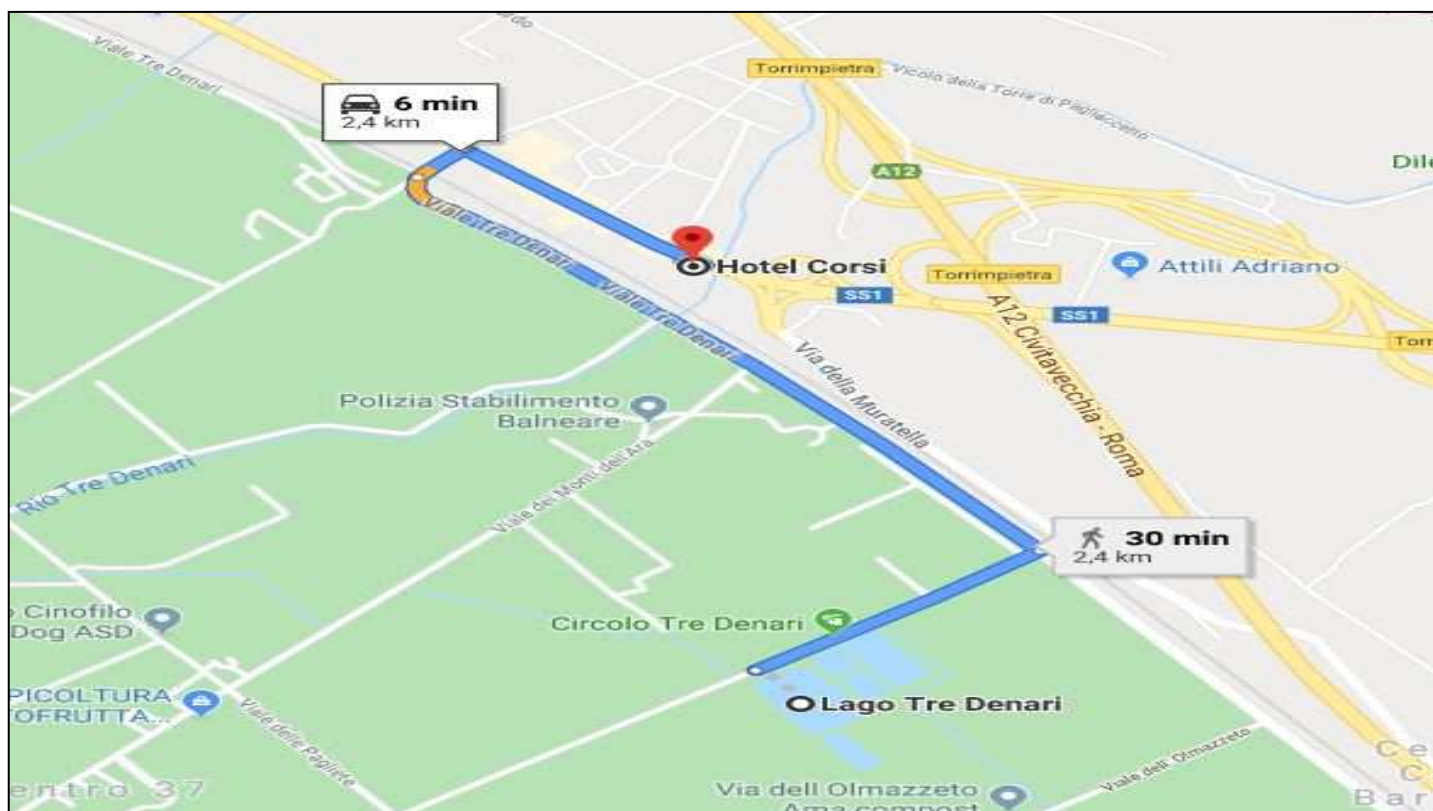 Viale Tre Denari
Torrimpietra
Vicolo della Torre di Pagliaccetto
6 min
2,4 km
A12
Viale Tre Denari
Hotel Corsi
Torrimpietra
Attili Adriano
SS1
SS1
Viale Tre Denari
A12 Civitavecchia - Roma
Via della Muratella
Polizia Stabilimento
Balneare
Viale dei Monti dell'Ara
Rio Tre Denari
30 min
2,4 km
Cinofilo
Dog ASD
Circolo Tre Denari
PICOLTURA
TOFRUTTA...
Lago Tre Denari
Viale delle Pagliete
Viale dell' Olmazzeto
entro 37
Via dell Olmazzeto
Ama compost